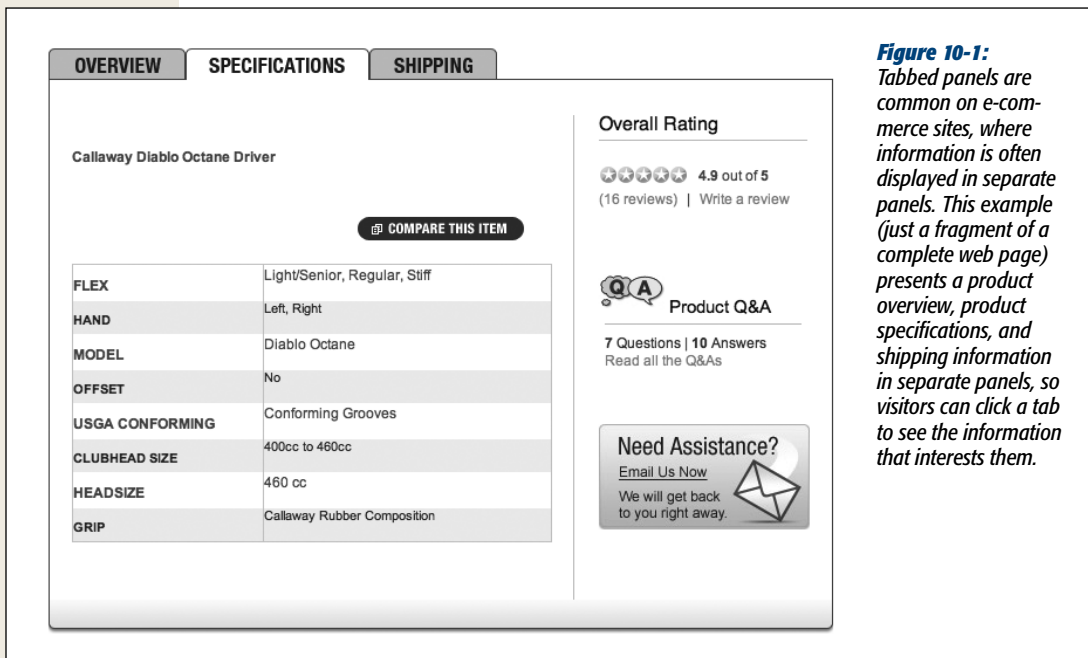 OVERVIEW SPECIFICATIONS SHIPPING
Callaway Diablo Octane Driver
COMPARE THIS ITEM
FLEX Light/Senior, Regular, Stiff
HAND Left, Right
MODEL Diablo Octane
OFFSET No
USGA CONFORMING Conforming Grooves
CLUBHEAD SIZE 400cc to 460cc
HEADSIZE 460 cc
GRIP Callaway Rubber Composition
Overall Rating
4.9 out of 5
(16 reviews) | Write a review
Q A Product Q&A
7 Questions | 10 Answers
Read all the Q&As
Need Assistance?
Email Us Now
We will get back
to you right away.
Figure 10-1:
Tabbed panels are
common on e-com-
merce sites, where
information is often
displayed in separate
panels. This example
(just a fragment of a
complete web page)
presents a product
overview, product
specifications, and
shipping information
in separate panels, so
visitors can click a tab
to see the information
that interests them.